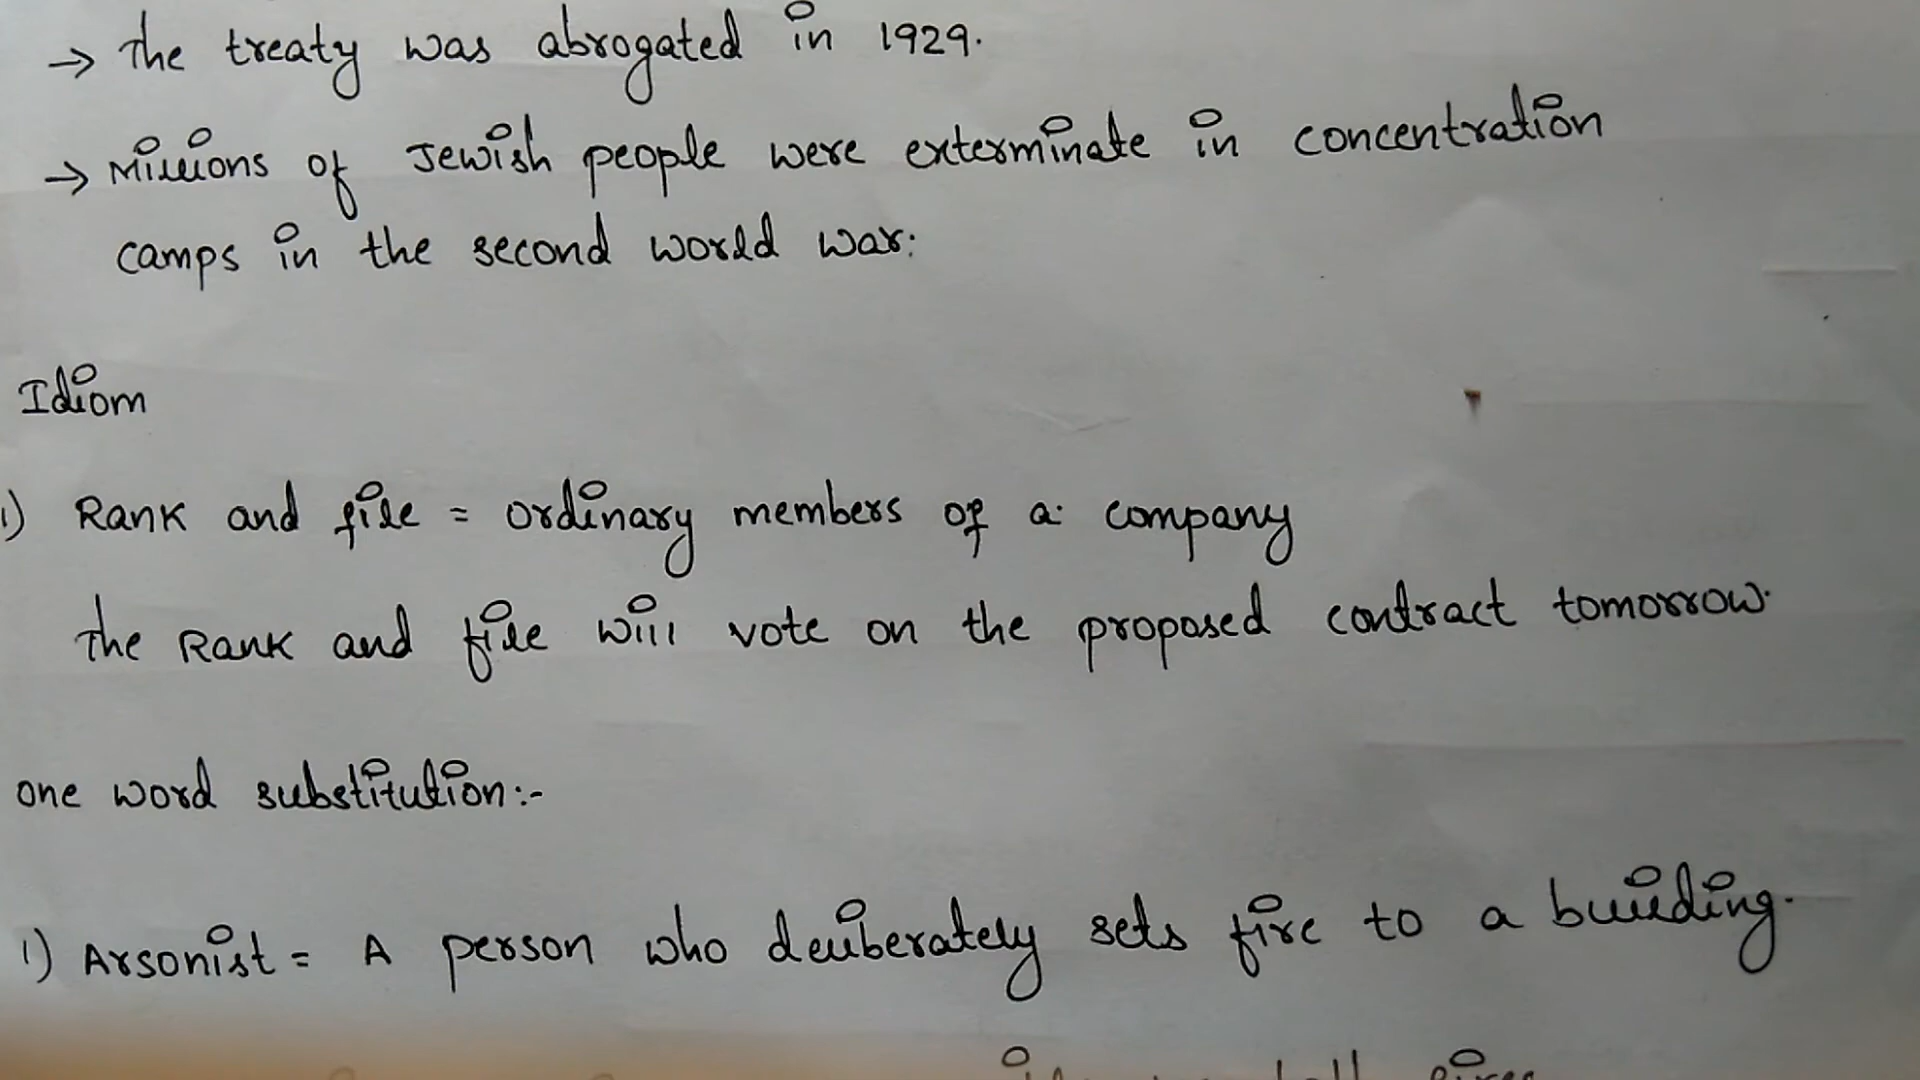 → The treaty was abrogated in 1929.
→ Millions of Jewish people were exterminate in concentration
camps in the second world war:
Idiom
1) Rank and file = ordinary members of a company
The Rank and file will vote on the proposed contract tomorrow.
one word substitution:-
1) Arsonist = A person who deliberately sets fire to a building.